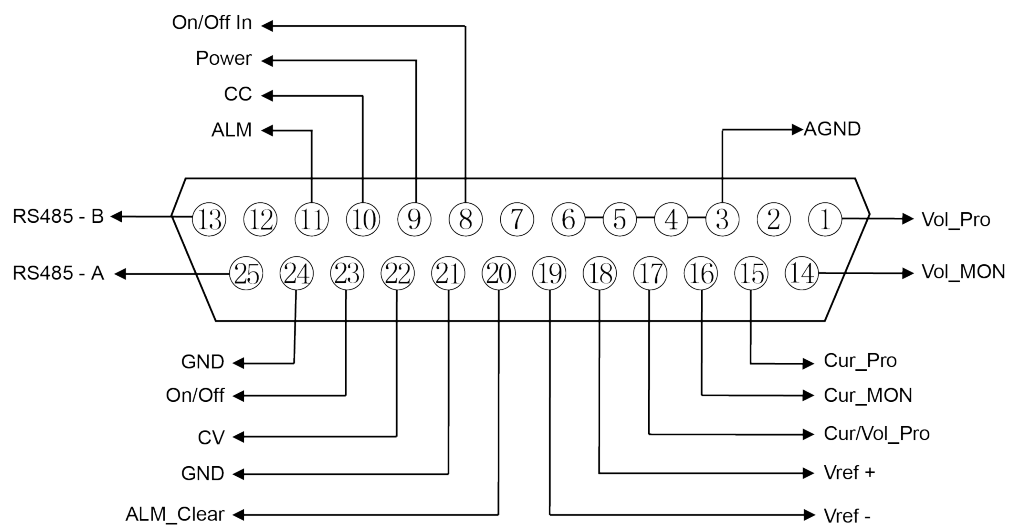 On/Off In
Power
CC
ALM
AGND
RS485 - B
⑬ ⑫ ⑪ ⑩ ⑨ ⑧ ⑦ ⑥ ⑤ ④ ③ ② ①
Vol_Pro
RS485 - A
㉕ ㉔ ㉓ ㉒ ㉑ ⑳ ⑲ ⑱ ⑰ ⑯ ⑮ ⑭
Vol_MON
GND
Cur_Pro
On/Off
Cur_MON
CV
Cur/Vol_Pro
GND
Vref +
ALM_Clear
Vref -